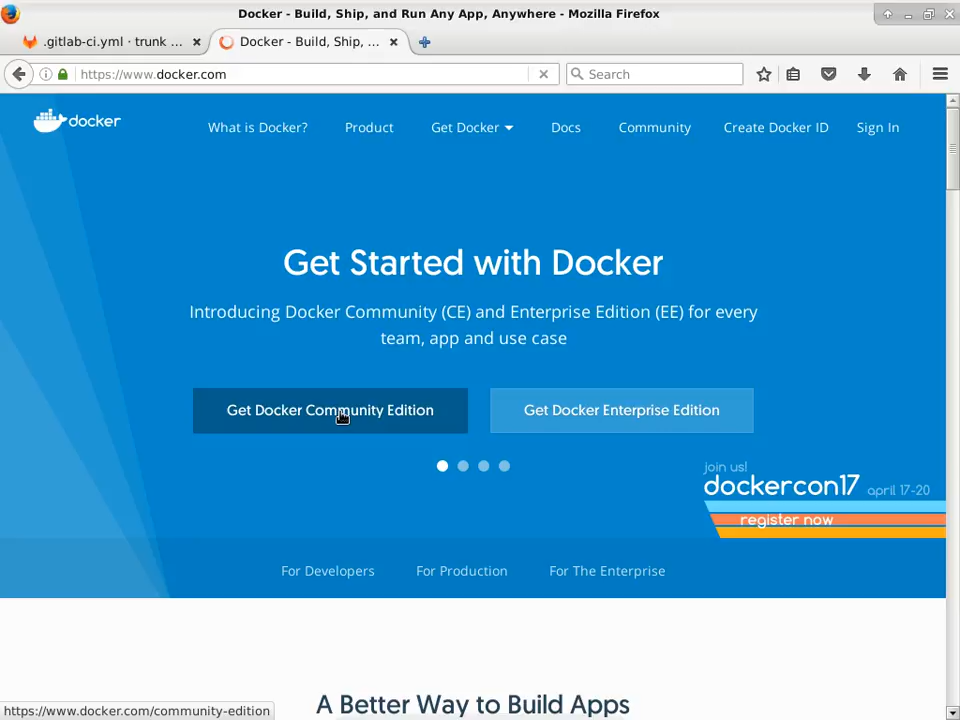 Docker - Build, Ship, and Run Any App, Anywhere - Mozilla Firefox
.gitlab-ci.yml · trunk ...
Docker - Build, Ship, ...
https://www.docker.com
Search
docker
What is Docker?
Product
Get Docker
Docs
Community
Create Docker ID
Sign In
Get Started with Docker
Introducing Docker Community (CE) and Enterprise Edition (EE) for every
team, app and use case
Get Docker Community Edition
Get Docker Enterprise Edition
join us!
dockercon17 april 17-20
register now
For Developers
For Production
For The Enterprise
A Better Way to Build Apps
https://www.docker.com/community-edition